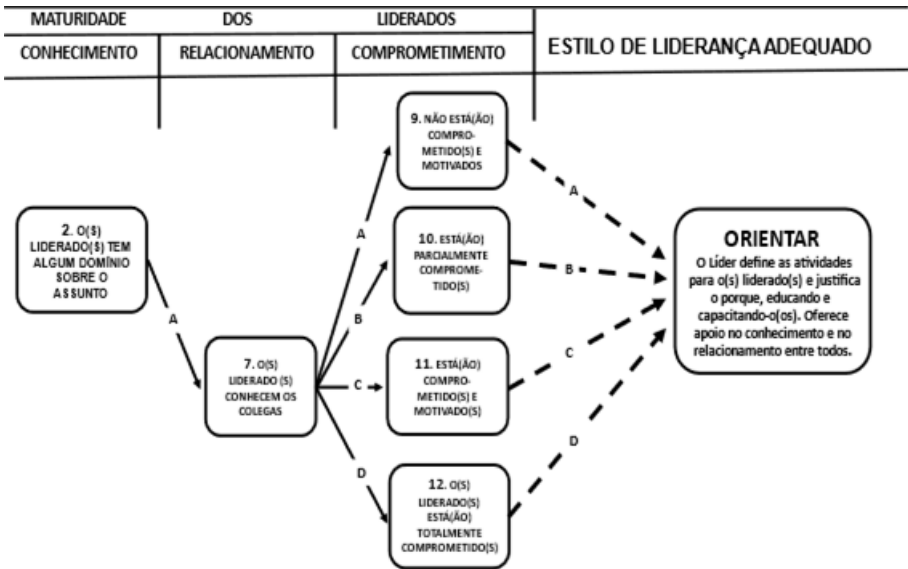 MATURIDADE DOS LIDERADOS
CONHECIMENTO RELACIONAMENTO COMPROMETIMENTO ESTILO DE LIDERANÇA ADEQUADO
9. NÃO ESTÁ(ÃO)
COMPRO-
METIDO(S) E
MOTIVADOS
A
A
2. O($)
LIDERADO($) TEM
ALGUM DOMÍNIO
SOBRE O
ASSUNTO
10. ESTÁ(ÃO)
PARCIALMENTE
COMPROME-
TIDO(S)
B
B
A
ORIENTAR
O Líder define as atividades
para o(s) liderado(s) e justifica
o porque, educando e
capacitando-o(os). Oferece
apoio no conhecimento e no
relacionamento entre todos.
7. O(S)
LIDERADO (S)
CONHECEM OS
COLEGAS
C
11. ESTÁ(ÃO)
COMPRO-
METIDO(S) E
MOTIVADO(S)
C
D
12. O(S)
LIDERADO(S)
ESTÁ(ÃO)
TOTALMENTE
COMPROMETIDO(S)
D